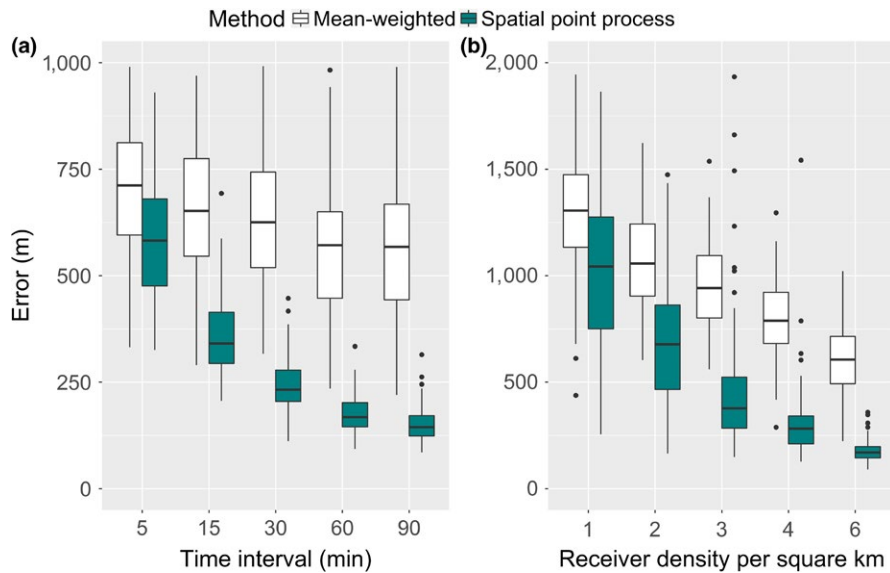 Method Mean-weighted Spatial point process
(a)
(b)
1,000
750
500
250
0
Error (m)
5 15 30 60 90
Time interval (min)
2,000
1,500
1,000
500
0
1 2 3 4 6
Receiver density per square km